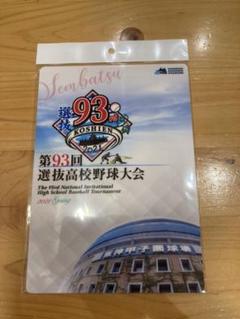 Sembatsu
選抜
93
KOSHIEN
2021
第93回
選抜高校野球大会
The 93rd National Invitational
High School Baseball Tournament
2021 Spring